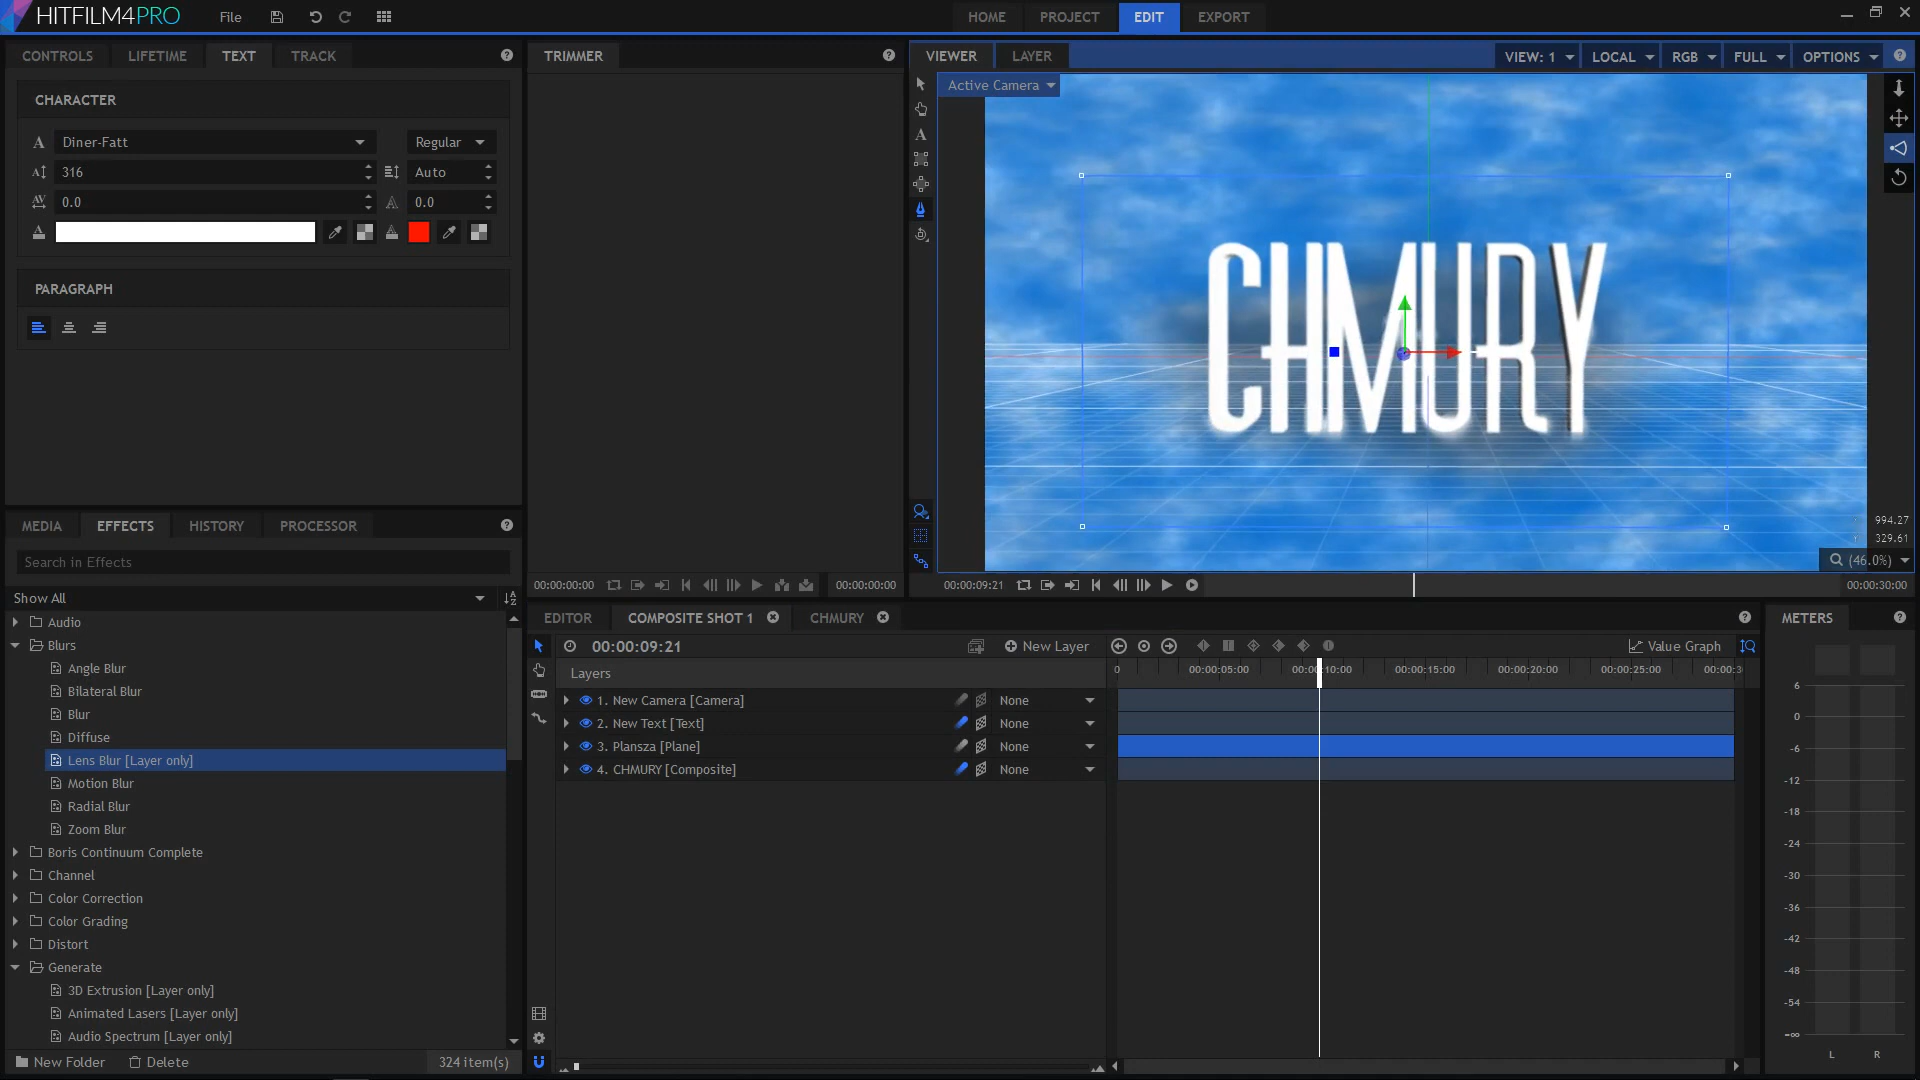 HITFILM4PRO
File
HOME
PROJECT
EDIT
EXPORT
CONTROLS
LIFETIME
TEXT
TRACK
CHARACTER
Diner-Fatt
Regular
316
Auto
0.0
0.0
PARAGRAPH
TRIMMER
00:00:00:00
00:00:00:00
VIEWER
LAYER
VIEW: 1
LOCAL
RGB
FULL
OPTIONS
Active Camera
CHMURY
994.27
329.61
(46.0%)
00:00:09:21
00:00:30:00
MEDIA
EFFECTS
HISTORY
PROCESSOR
Search in Effects
Show All
Audio
Blurs
Angle Blur
Bilateral Blur
Blur
Diffuse
Lens Blur [Layer only]
Motion Blur
Radial Blur
Zoom Blur
Boris Continuum Complete
Channel
Color Correction
Color Grading
Distort
Generate
3D Extrusion [Layer only]
Animated Lasers [Layer only]
Audio Spectrum [Layer only]
New Folder
Delete
324 item(s)
EDITOR
COMPOSITE SHOT 1
CHMURY
00:00:09:21
New Layer
Value Graph
Layers
0
00:00:05:00
00:00:10:00
00:00:15:00
00:00:20:00
00:00:25:00
00:00:3
1. New Camera [Camera]
None
2. New Text [Text]
None
3. Plansza [Plane]
None
4. CHMURY [Composite]
None
METERS
6
0
-6
-12
-18
-24
-30
-36
-42
-48
-54
-∞
L
R